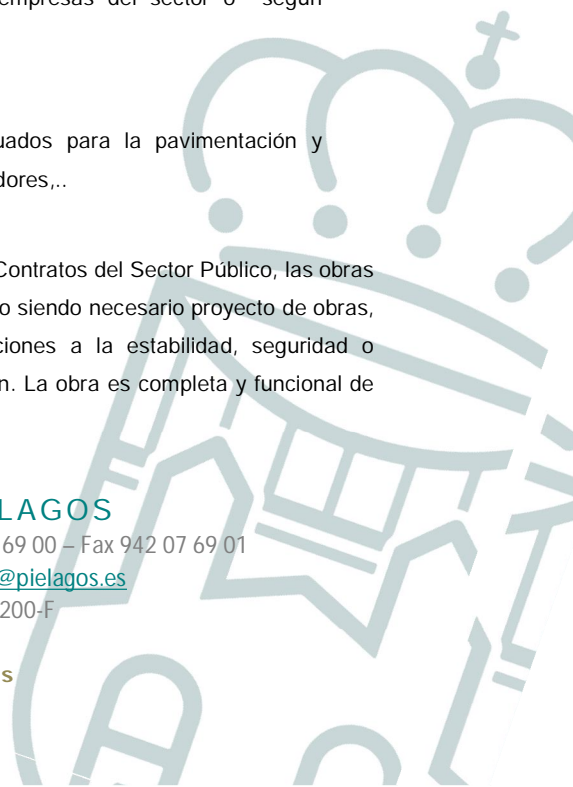 empresas del sector o según
uados para la pavimentación y
dores,..
Contratos del Sector Público, las obras
o siendo necesario proyecto de obras,
ciones a la estabilidad, seguridad o
n. La obra es completa y funcional de
LAGOS
69 00 – Fax 942 07 69 01
@pielagos.es
200-F
s